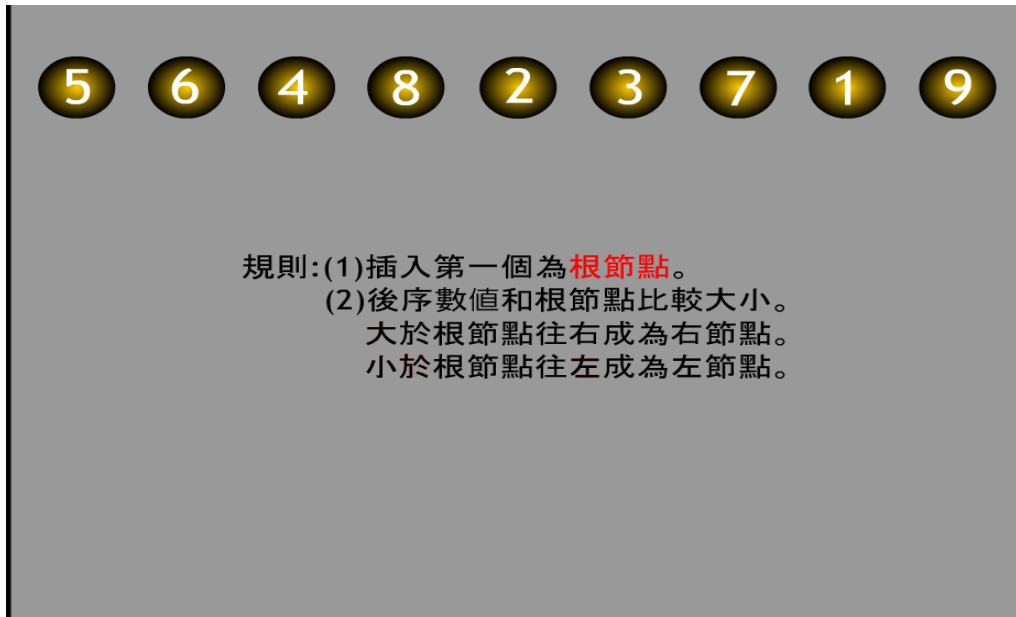 5 6 4 8 2 3 7 1 9
規則:(1)插入第一個為根節點。
(2)後序數值和根節點比較大小。
大於根節點往右成為右節點。
小於根節點往左成為左節點。